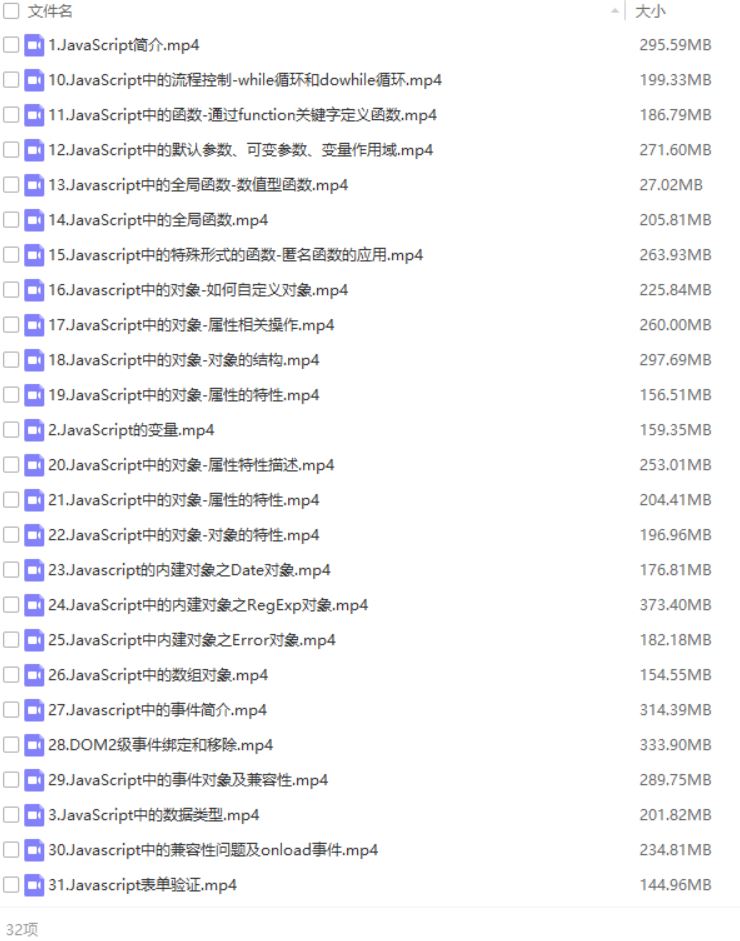 文件名 大小
1.JavaScript简介.mp4 295.59MB
10.JavaScript中的流程控制-while循环和dowhile循环.mp4 199.33MB
11.JavaScript中的函数-通过function关键字定义函数.mp4 186.79MB
12.JavaScript中的默认参数、可变参数、变量作用域.mp4 271.60MB
13.Javascript中的全局函数-数值型函数.mp4 27.02MB
14.JavaScript中的全局函数.mp4 205.81MB
15.Javascript中的特殊形式的函数-匿名函数的应用.mp4 263.93MB
16.Javascript中的对象-如何自定义对象.mp4 225.84MB
17.JavaScript中的对象-属性相关操作.mp4 260.00MB
18.JavaScript中的对象-对象的结构.mp4 297.69MB
19.JavaScript中的对象-属性的特性.mp4 156.51MB
2.JavaScript的变量.mp4 159.35MB
20.JavaScript中的对象-属性特性描述.mp4 253.01MB
21.JavaScript中的对象-属性的特性.mp4 204.41MB
22.JavaScript中的对象-对象的特性.mp4 196.96MB
23.Javascript的内建对象之Date对象.mp4 176.81MB
24.JavaScript中的内建对象之RegExp对象.mp4 373.40MB
25.JavaScript中内建对象之Error对象.mp4 182.18MB
26.JavaScript中的数组对象.mp4 154.55MB
27.Javascript中的事件简介.mp4 314.39MB
28.DOM2级事件绑定和移除.mp4 333.90MB
29.JavaScript中的事件对象及兼容性.mp4 289.75MB
3.JavaScript中的数据类型.mp4 201.82MB
30.Javascript中的兼容性问题及onload事件.mp4 234.81MB
31.Javascript表单验证.mp4 144.96MB
32项